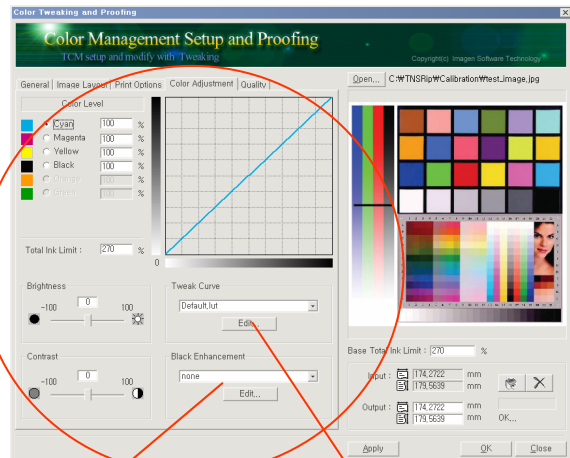 Color Tweaking and Proofing
Color Management Setup and Proofing
TCM setup and modify with Tweaking
Copyright(c) Imagen Software Technology
General
Image Layout
Print Options
Color Adjustment
Quality
Open...
C:₩TNSRip₩Calibration₩test_image,jpg
Color Level
Cyan 100 %
Magenta 100 %
Yellow 100 %
Black 100 %
Orange 100 %
Green 100 %
Total Ink Limit : 270 %
0
Brightness
-100 0 100
Tweak Curve
Default,lut
Edit...
Contrast
-100 0 100
Black Enhancement
none
Edit...
Base Total Ink Limit : 270 %
Input : 174,2722 mm
179,5639 mm
Output : 174,2722 mm
179,5639 mm
OK...
Apply
OK
Close